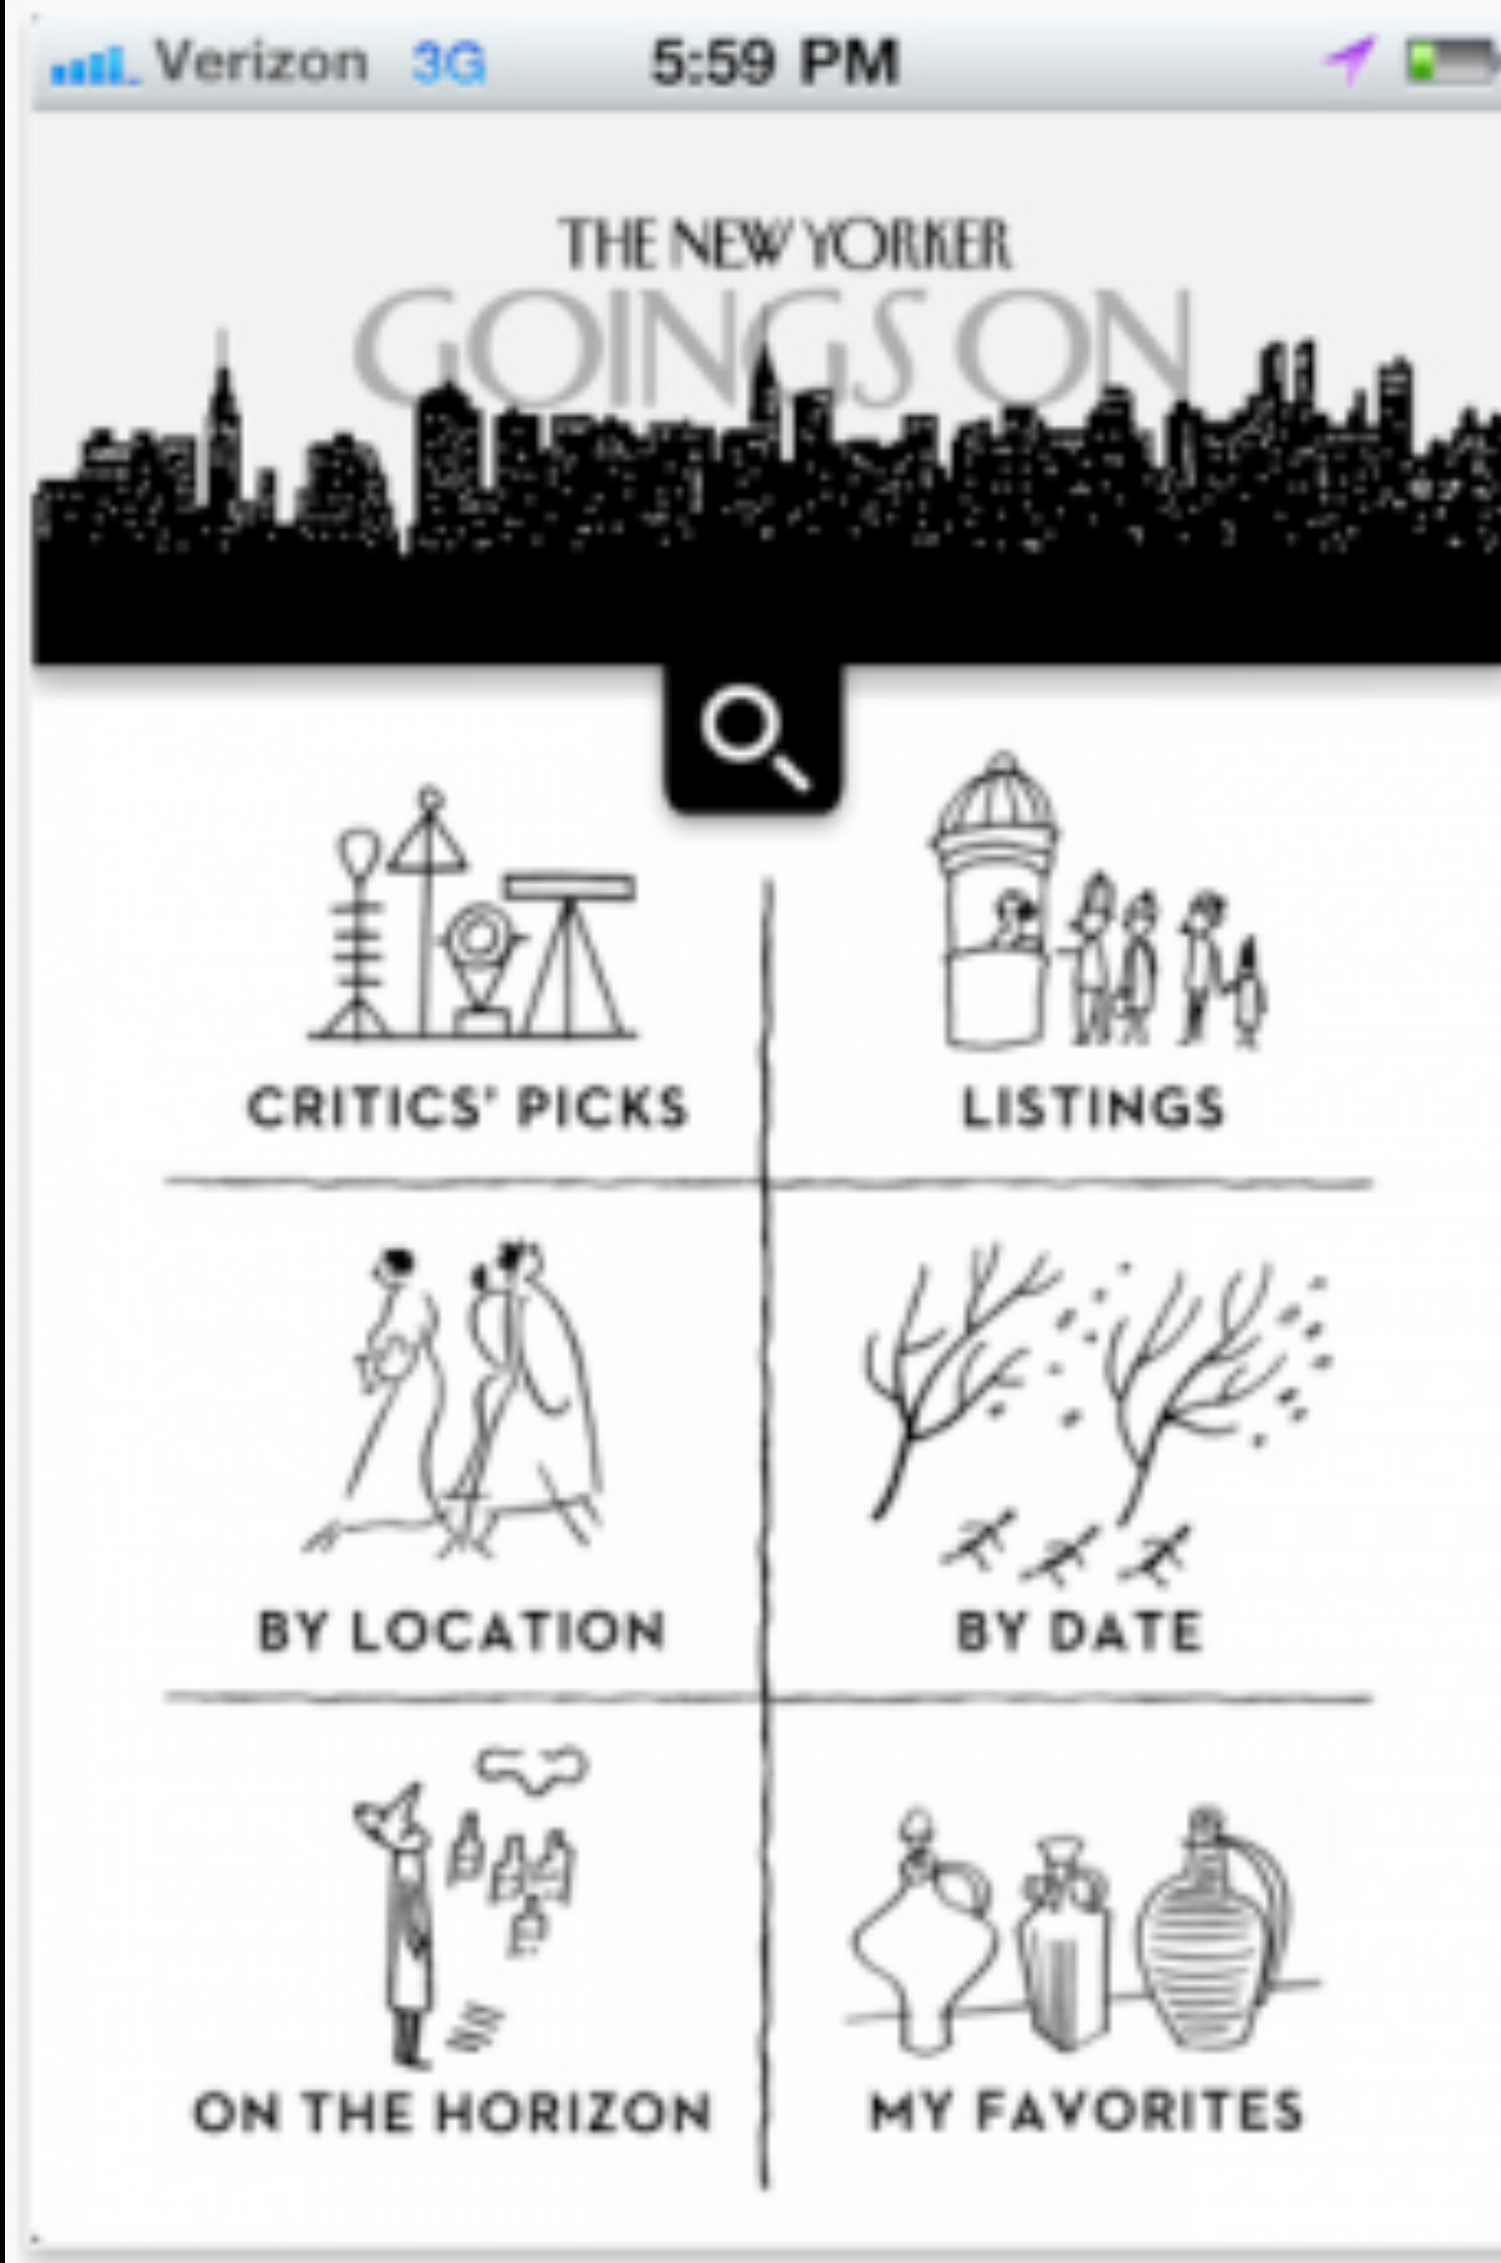 Verizon 3G 5:59 PM
THE NEW YORKER
GOINGS ON
CRITICS' PICKS
LISTINGS
BY LOCATION
BY DATE
ON THE HORIZON
MY FAVORITES